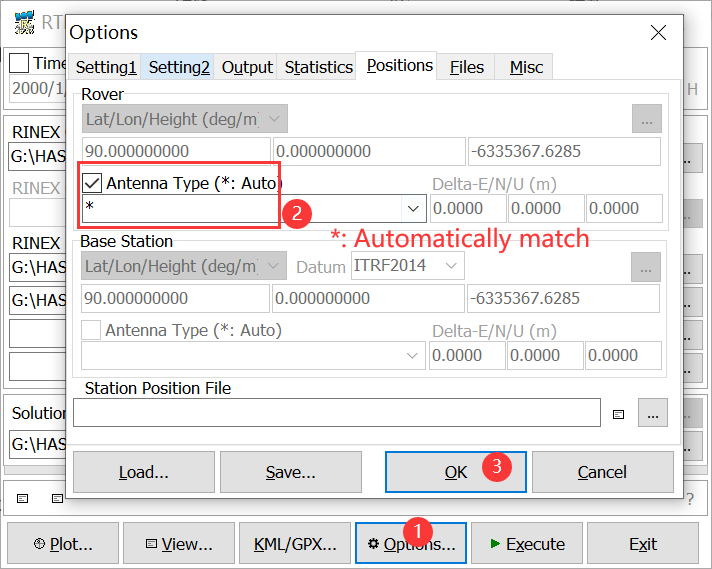 RT
Options
Setting1 Setting2 Output Statistics Positions Files Misc
Time
2000/1/
H
Rover
Lat/Lon/Height (deg/m)
...
90.000000000 0.000000000 -6335367.6285
RINEX
G:\HAS
Antenna Type (*: Auto) Delta-E/N/U (m)
RINEX
* 0.0000 0.0000 0.0000
2
*: Automatically match
RINEX
Base Station
G:\HAS
Lat/Lon/Height (deg/m) Datum ITRF2014 ...
G:\HAS
90.000000000 0.000000000 -6335367.6285
Antenna Type (*: Auto) Delta-E/N/U (m)
0.0000 0.0000 0.0000
Station Position File
...
Solution
G:\HAS
Load... Save... OK Cancel
3
?
1
Plot... View... KML/GPX... Options... Execute Exit